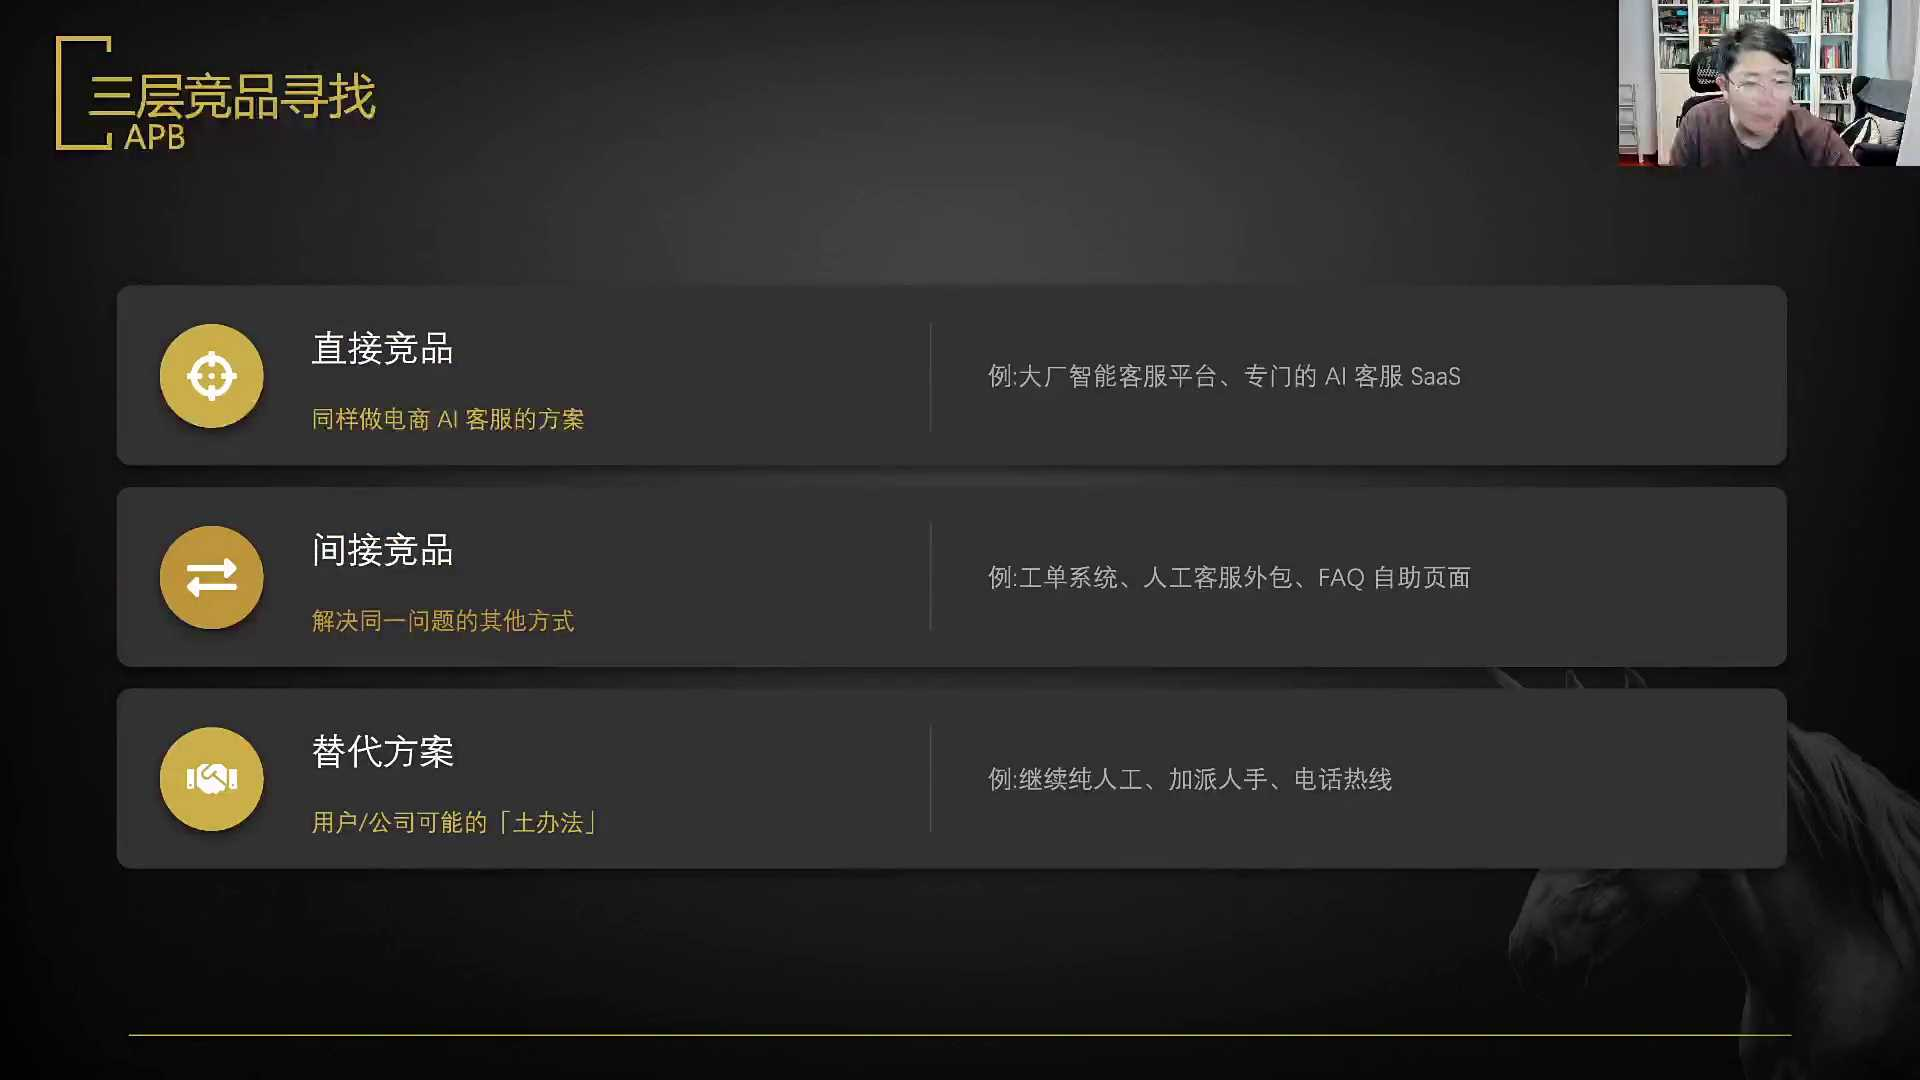 三层竞品寻找
APB
直接竞品
同样做电商 AI 客服的方案
例:大厂智能客服平台、专门的 AI 客服 SaaS
间接竞品
解决同一问题的其他方式
例:工单系统、人工客服外包、FAQ 自助页面
替代方案
用户/公司可能的「土办法」
例:继续纯人工、加派人手、电话热线